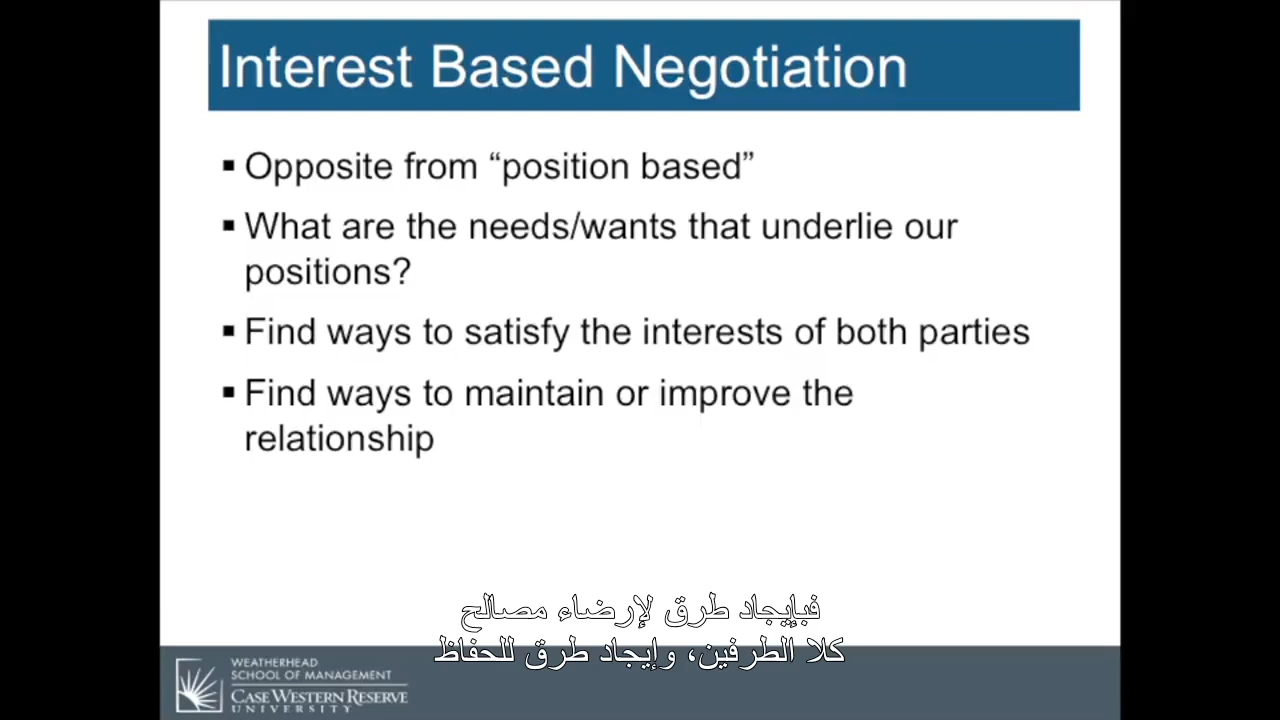 Interest Based Negotiation
▪ Opposite from “position based”
▪ What are the needs/wants that underlie our
positions?
▪ Find ways to satisfy the interests of both parties
▪ Find ways to maintain or improve the
relationship
فبإيجاد طرق لإرضاء مصالح
كلا الطرفين، وإيجاد طرق للحفاظ
WEATHERHEAD
SCHOOL OF MANAGEMENT
CASE WESTERN RESERVE
UNIVERSITY